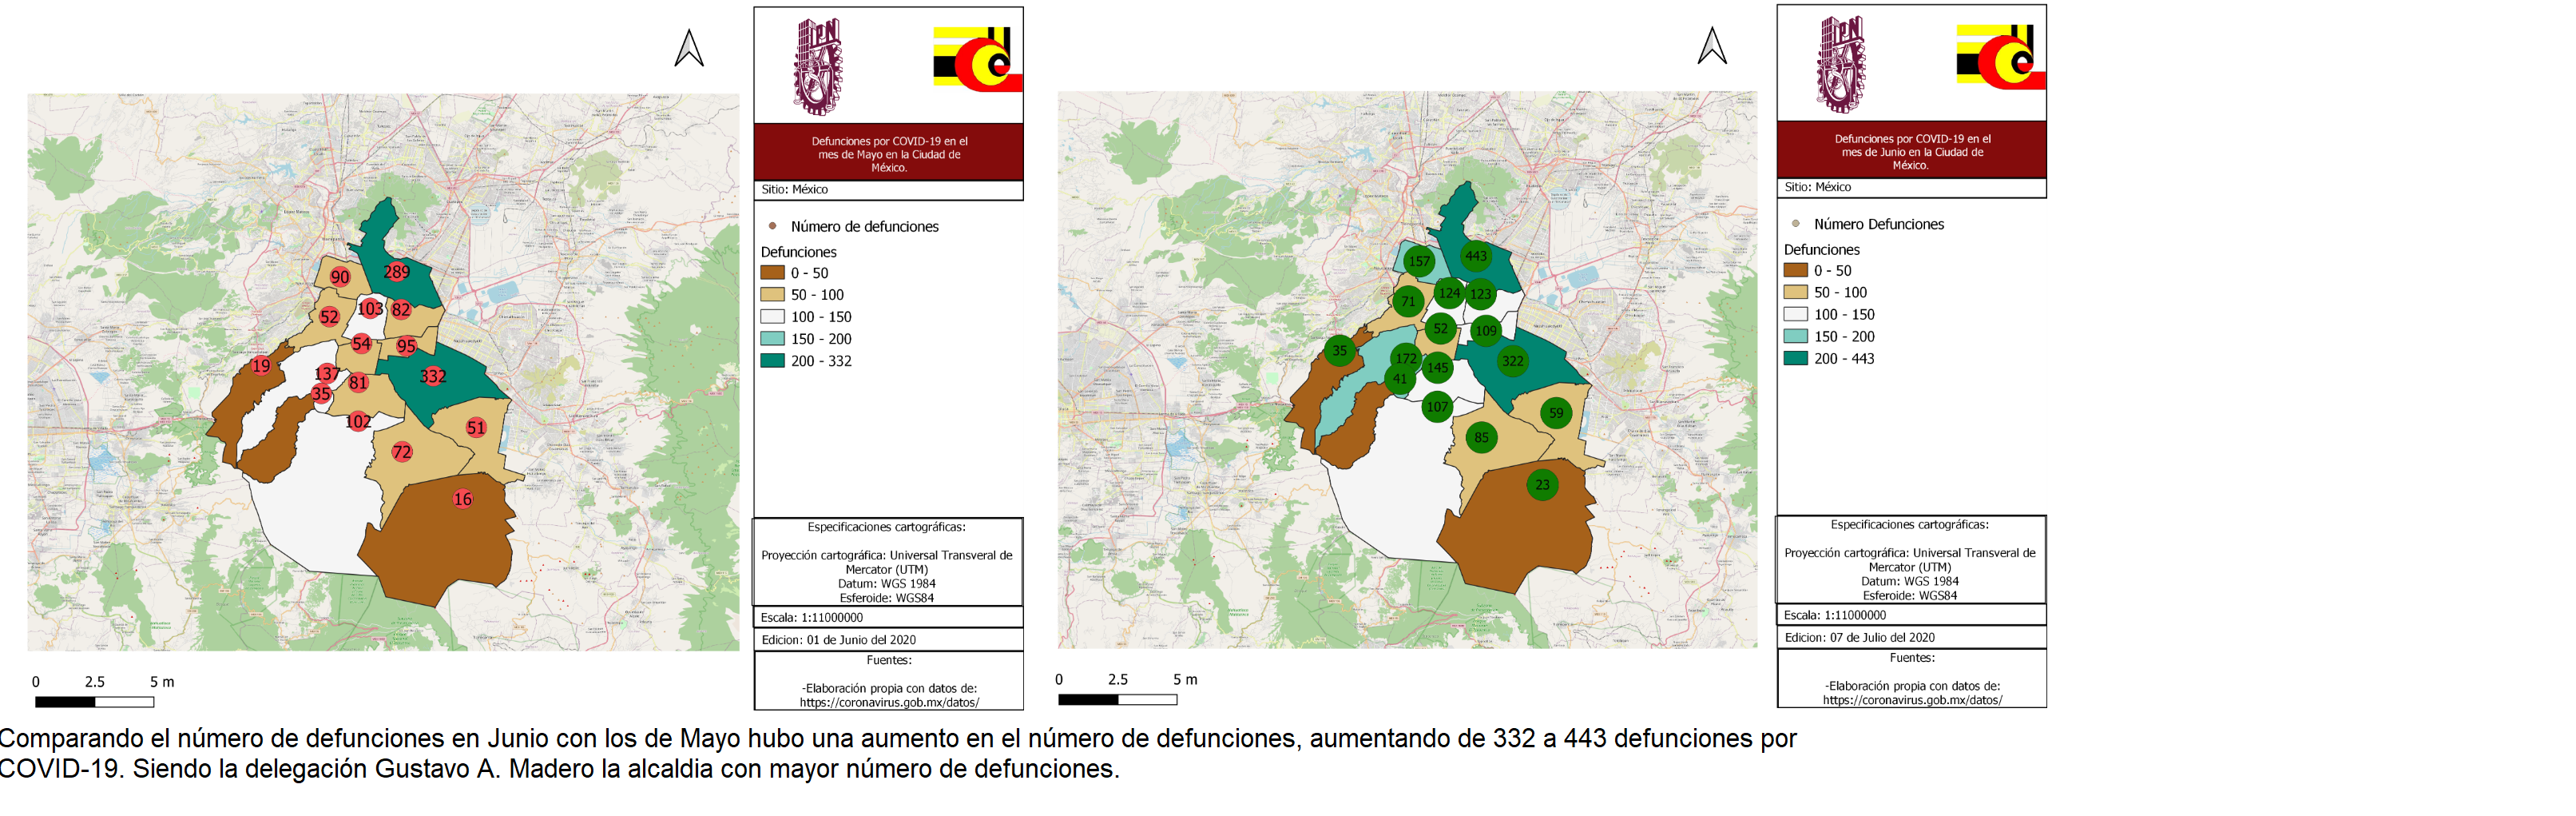 IPN
Defunciones por COVID-19 en el
mes de Mayo en la Ciudad de
México.
Sitio: México
Número de defunciones
Defunciones
0 - 50
50 - 100
100 - 150
150 - 200
200 - 332
90
289
103
82
52
54
95
19
137
81
332
35
102
51
72
16
Especificaciones cartográficas:
Proyección cartográfica: Universal Transveral de
Mercator (UTM)
Datum: WGS 1984
Esferoide: WGS84
Escala: 1:11000000
Edicion: 01 de Junio del 2020
Fuentes:
-Elaboración propia con datos de:
https://coronavirus.gob.mx/datos/
0 2.5 5 m
IPN
Defunciones por COVID-19 en el
mes de Junio en la Ciudad de
México.
Sitio: México
Número Defunciones
Defunciones
0 - 50
50 - 100
100 - 150
150 - 200
200 - 443
157
443
71
124
123
52
109
35
172
145
322
41
107
59
85
23
Especificaciones cartográficas:
Proyección cartográfica: Universal Transveral de
Mercator (UTM)
Datum: WGS 1984
Esferoide: WGS84
Escala: 1:11000000
Edicion: 07 de Julio del 2020
Fuentes:
-Elaboración propia con datos de:
https://coronavirus.gob.mx/datos/
0 2.5 5 m
Comparando el número de defunciones en Junio con los de Mayo hubo una aumento en el número de defunciones, aumentando de 332 a 443 defunciones por
COVID-19. Siendo la delegación Gustavo A. Madero la alcaldia con mayor número de defunciones.